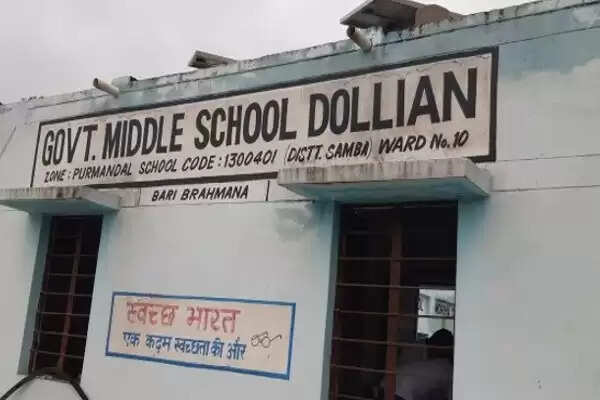 GOVT. MIDDLE SCHOOL DOLLIAN
ZONE: PURMANDAL SCHOOL CODE: 1300401 (DISTT. SAMBA) WARD No. 10
BARI BRAHMANA
स्वच्छ भारत
एक कदम स्वच्छता की और